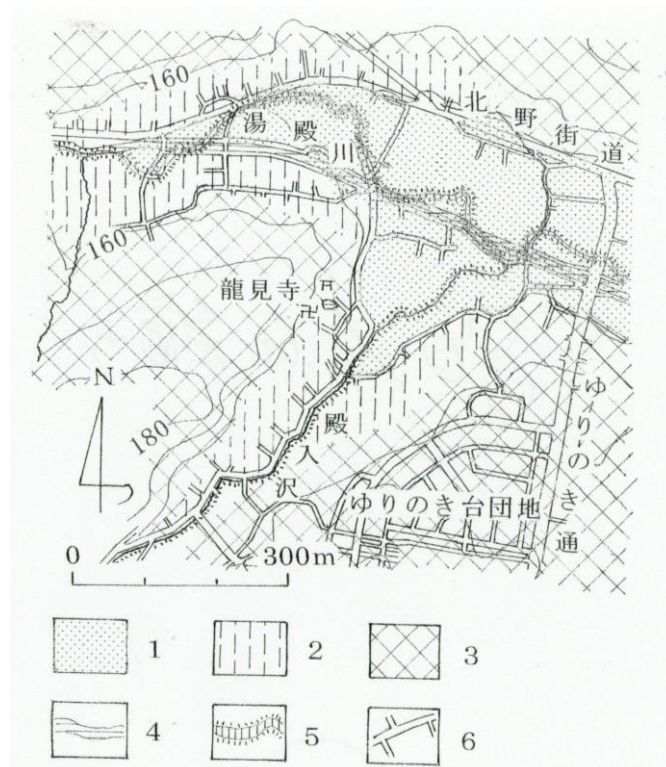 160
北野街道
湯殿川
160
龍見寺
N
180
殿入沢
ゆりのき台団地
ゆりのき通
0 300m
1
2
3
4
5
6